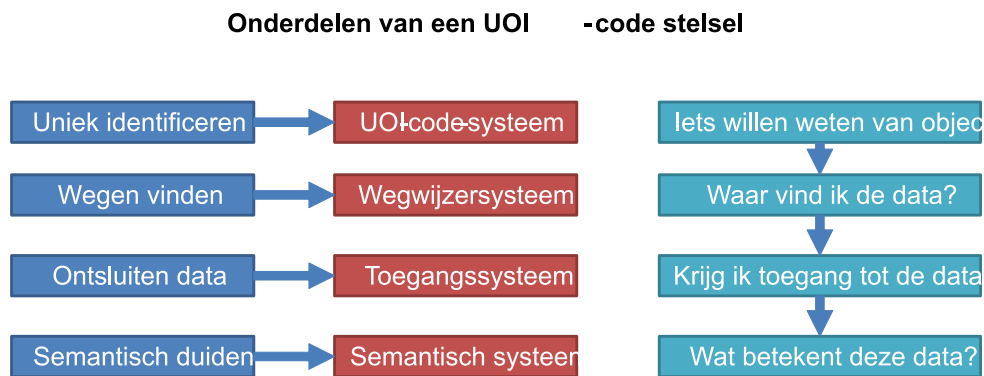 Onderdelen van een UOI -code stelsel
Uniek identificeren
UOI-code-systeem
Iets willen weten van objec
Wegen vinden
Wegwijzersysteem
Waar vind ik de data?
Ontsluiten data
Toegangssysteem
Krijg ik toegang tot de data
Semantisch duiden
Semantisch systeem
Wat betekent deze data?